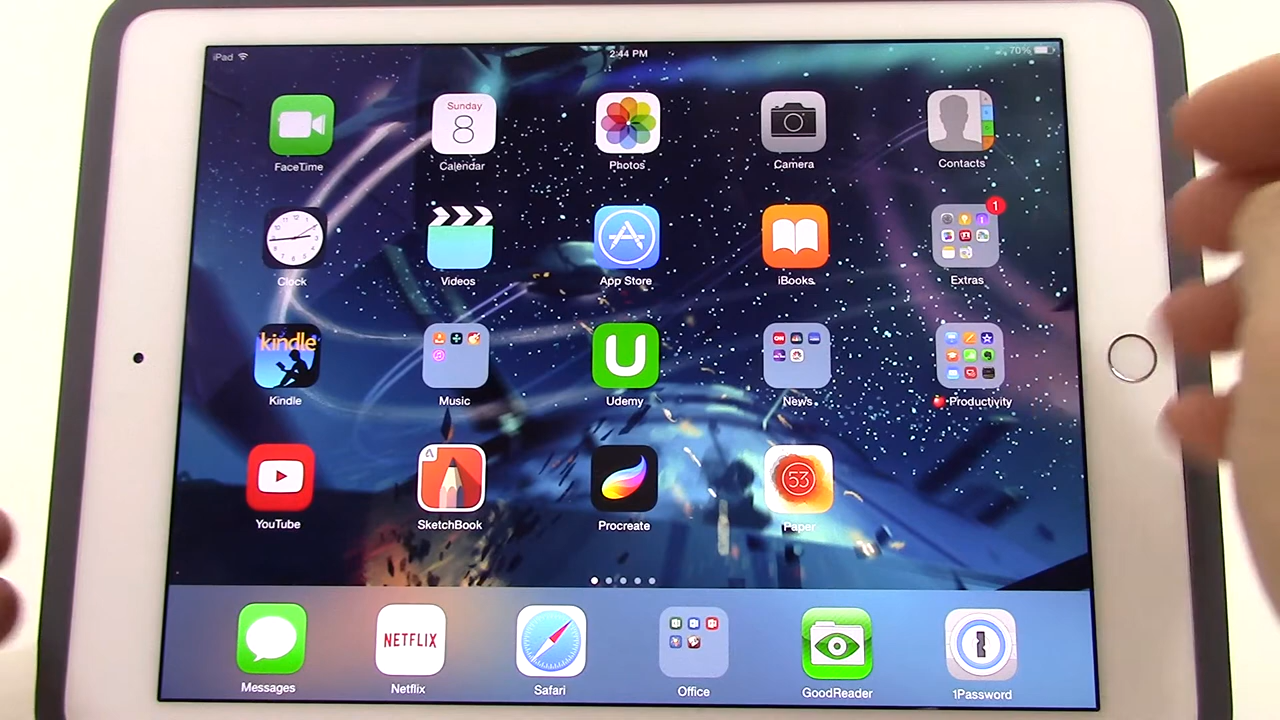 iPad 2:44 PM 70%
Sunday
8
FaceTime Calendar Photos Camera Contacts
1
Clock Videos App Store iBooks Extras
kindle
U
Kindle Music Udemy News Productivity
53
YouTube SketchBook Procreate Paper
NETFLIX
Messages Netflix Safari Office GoodReader 1Password